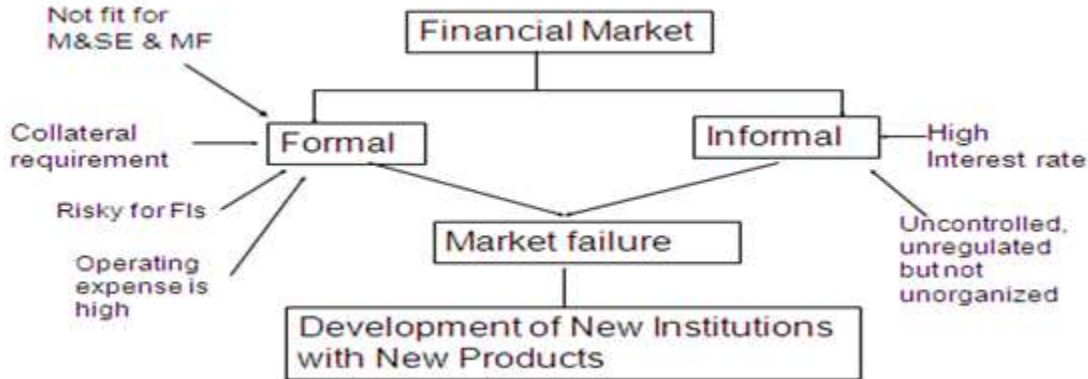 Not fit for
M&SE & MF
Financial Market
Collateral
requirement
Formal
Informal
High
Interest rate
Risky for FIs
Market failure
Uncontrolled,
unregulated
but not
unorganized
Operating
expense is
high
Development of New Institutions
with New Products